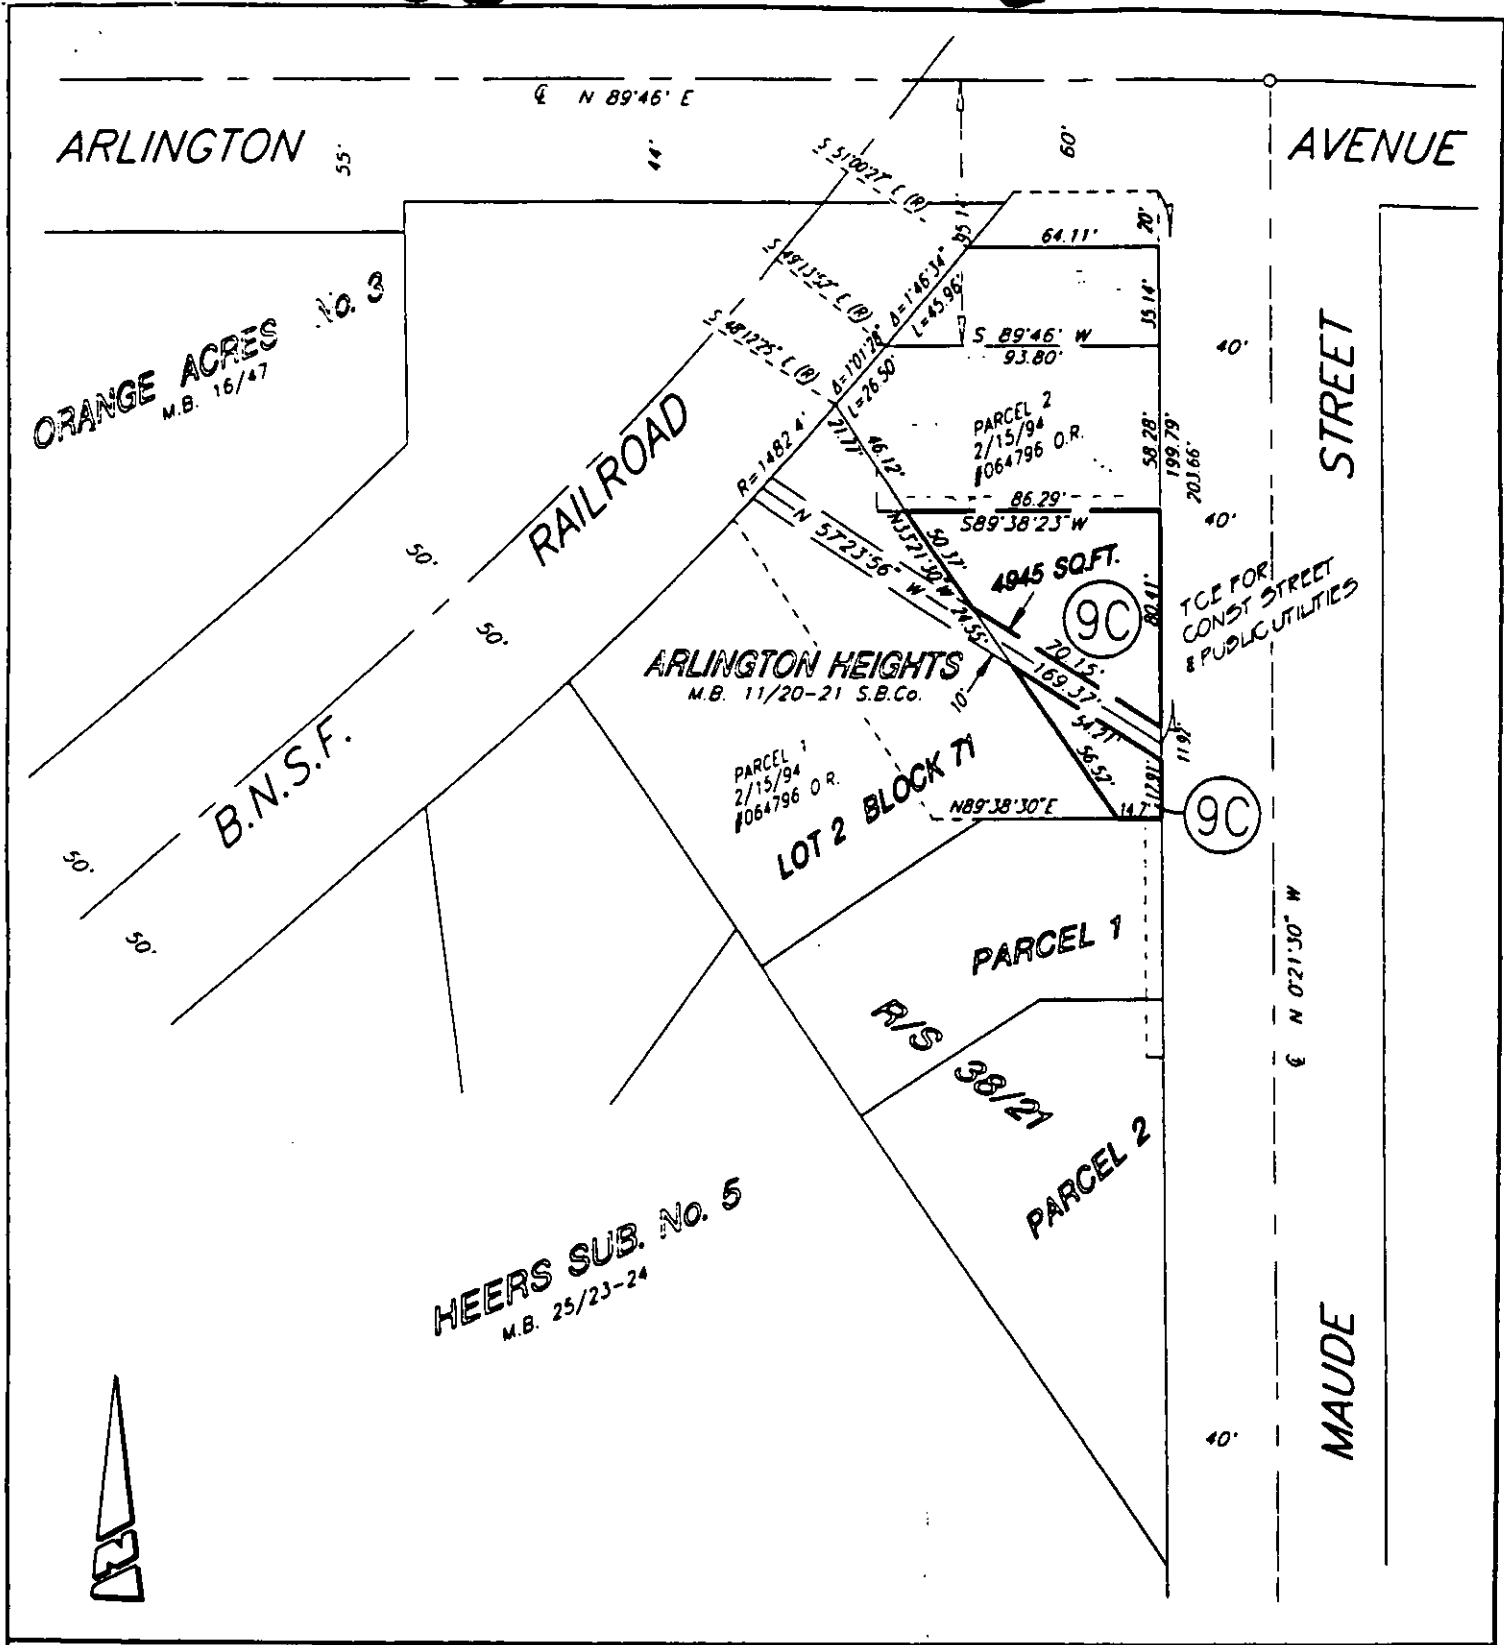 ℄ N 89°46' E
ARLINGTON
55'
44'
60'
AVENUE
S 51°00'27" E (R)
S 49°13'52" E (R)
S 48°12'25" E (R)
95.14'
64.11'
20'
Δ=1°46'34"
L=45.96'
35.14'
S 89°46' W
93.80'
40'
Δ=1°01'28"
L=26.50'
ORANGE ACRES No. 3
M.B. 16/47
STREET
RAILROAD
R=1482.4'
21.77'
46.12'
PARCEL 2
2/15/94
#064796 O.R.
58.28'
199.79'
203.66'
86.29'
S89°38'23"W
40'
N 57°23'56" W
N33°21'30"W
50.37'
24.55'
4945 SQ.FT.
9C
80.41'
TCE FOR
CONST STREET
& PUBLIC UTILITIES
50'
50'
ARLINGTON HEIGHTS
M.B. 11/20-21 S.B.Co.
10'
70.15'
169.37'
54.21'
56.52'
11.92'
17.91'
B.N.S.F.
PARCEL 1
2/15/94
#064796 O.R.
LOT 2 BLOCK 71
N89°38'30"E
14.7'
9C
50'
50'
PARCEL 1
℄ N 0°21'30" W
R/S 38/21
PARCEL 2
HEERS SUB. No. 5
M.B. 25/23-24
MAUDE
40'
N